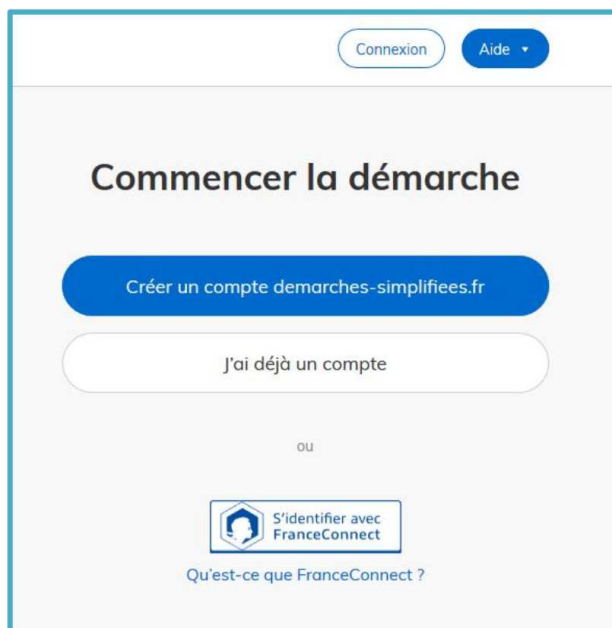 Connexion
Aide
Commencer la démarche
Créer un compte demarches-simplifiees.fr
J'ai déjà un compte
ou
S'identifier avec
FranceConnect
Qu'est-ce que FranceConnect ?